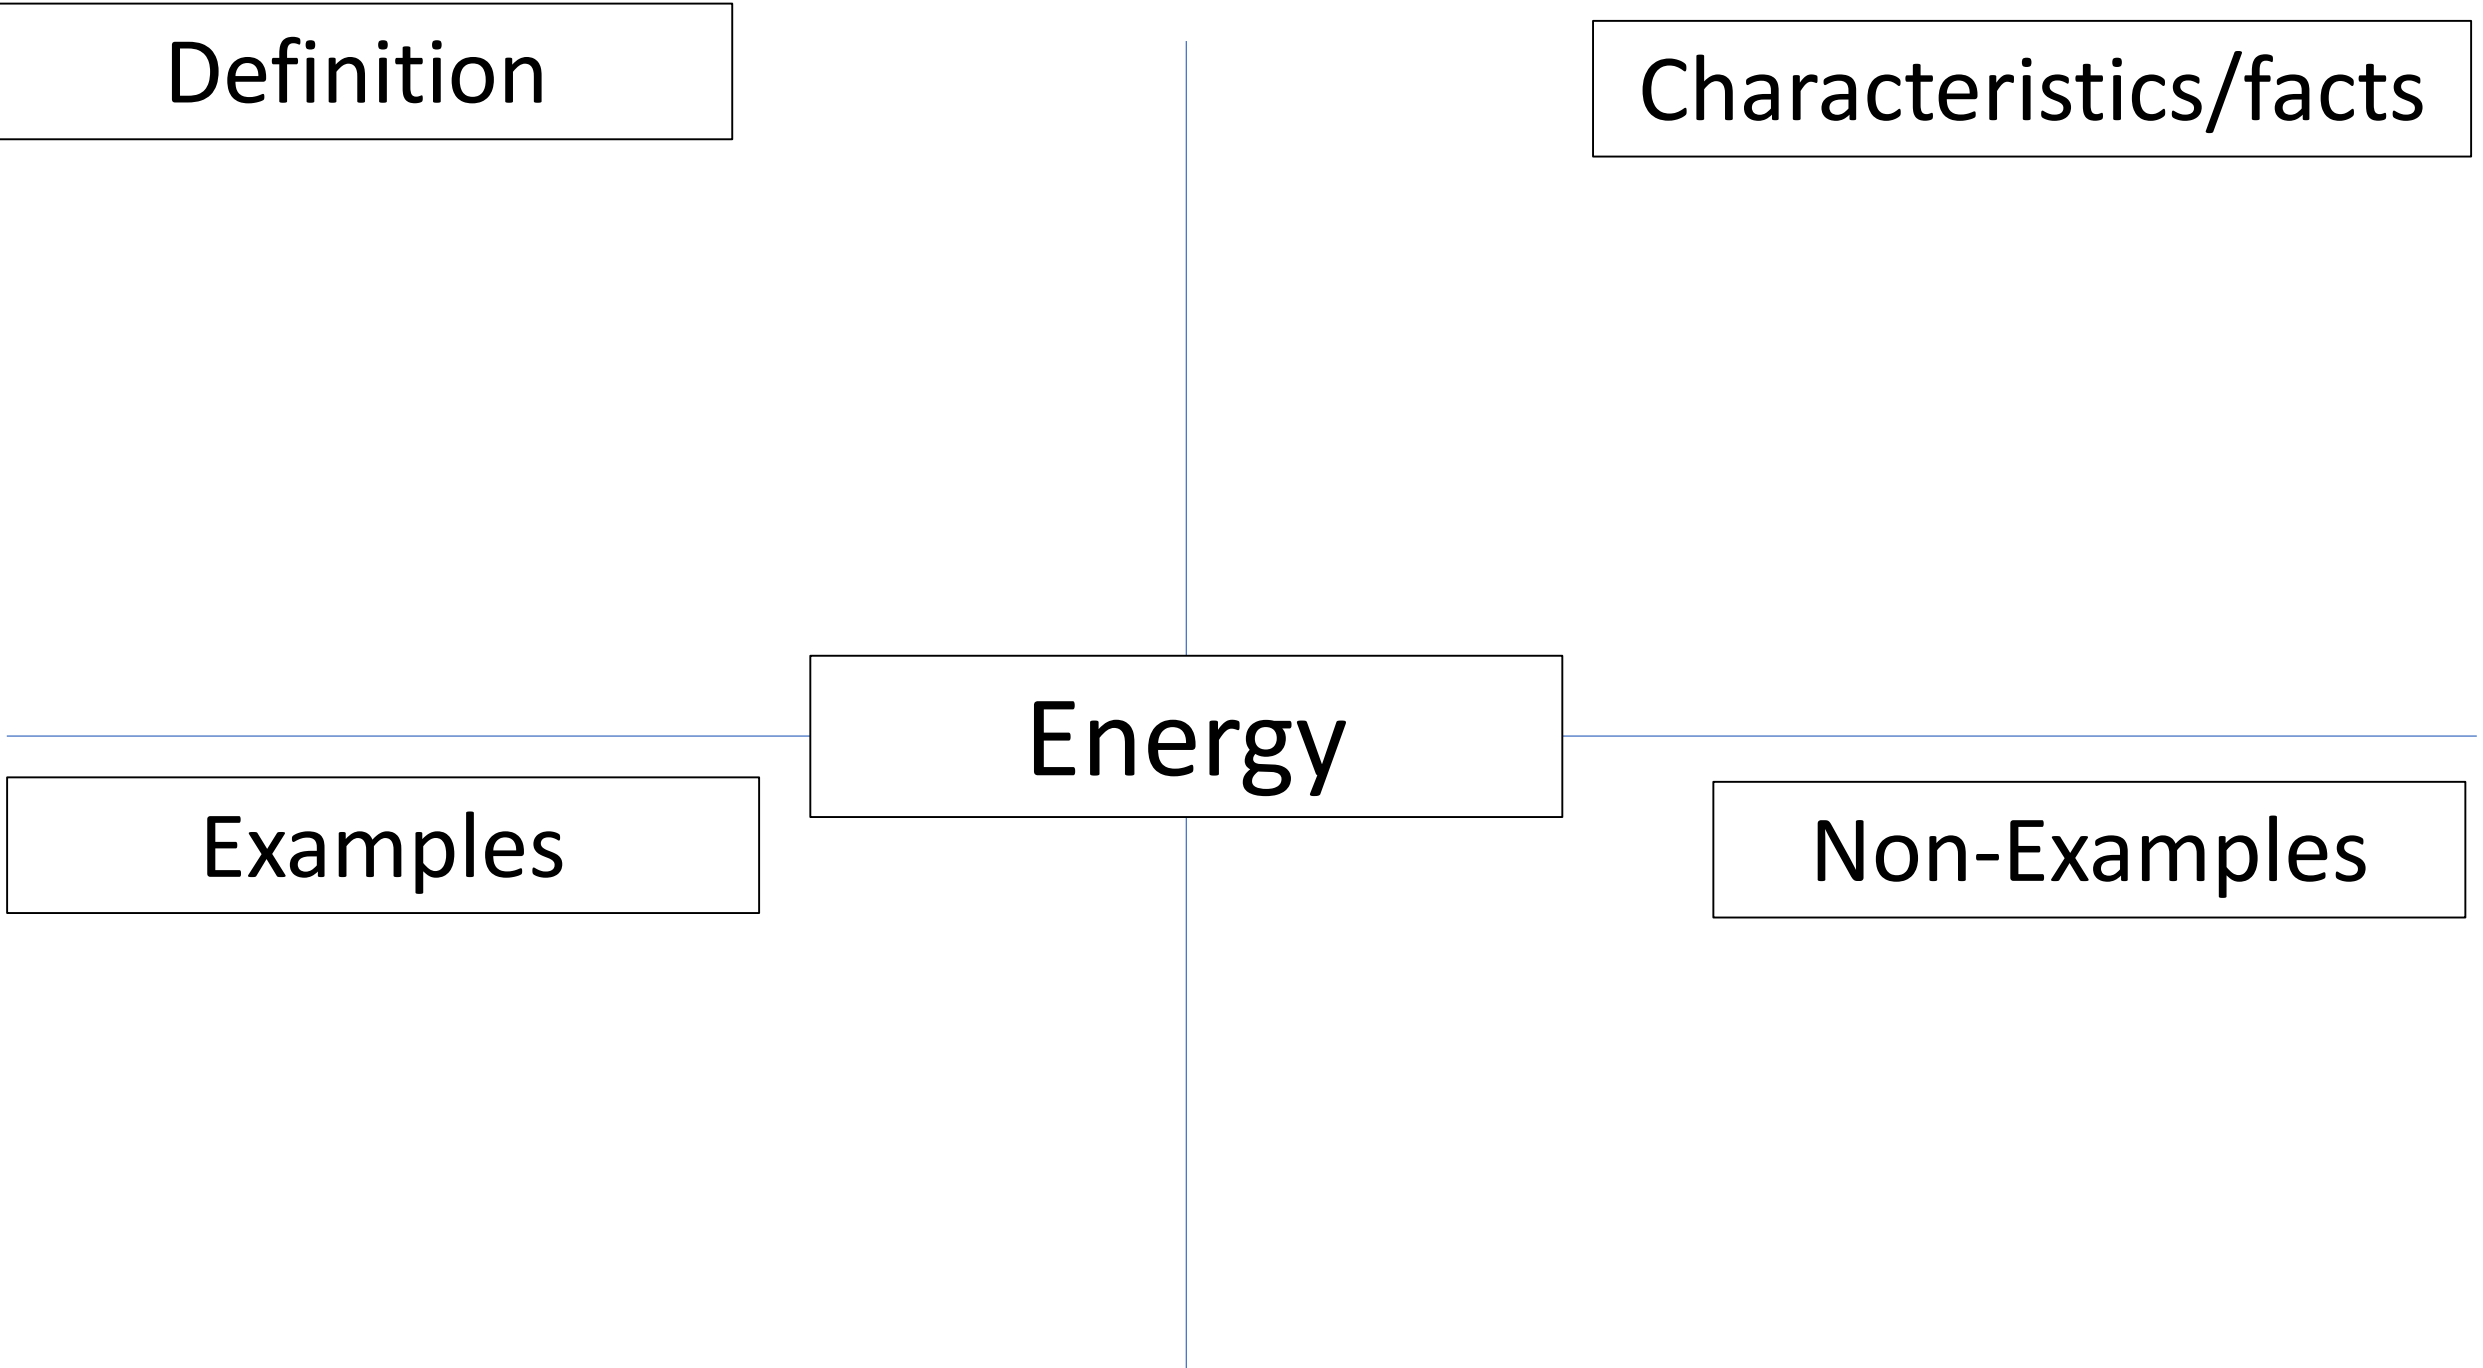 Definition
Characteristics/facts
Energy
Examples
Non-Examples